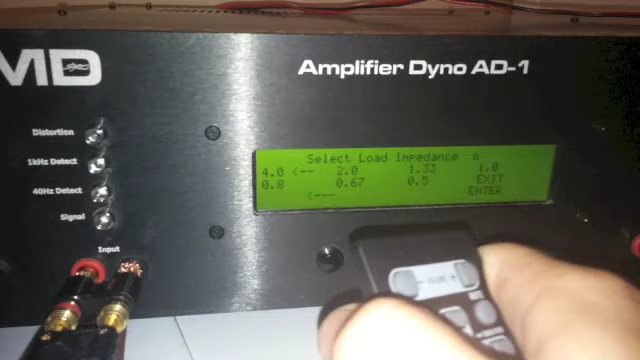 MD
Amplifier Dyno AD-1
Distortion
1kHz Detect
40Hz Detect
Signal
Input
Select Load Impedance Ω
4.0 <-- 2.0 1.33 1.0
0.8 0.67 0.5 EXIT
<--- ENTER